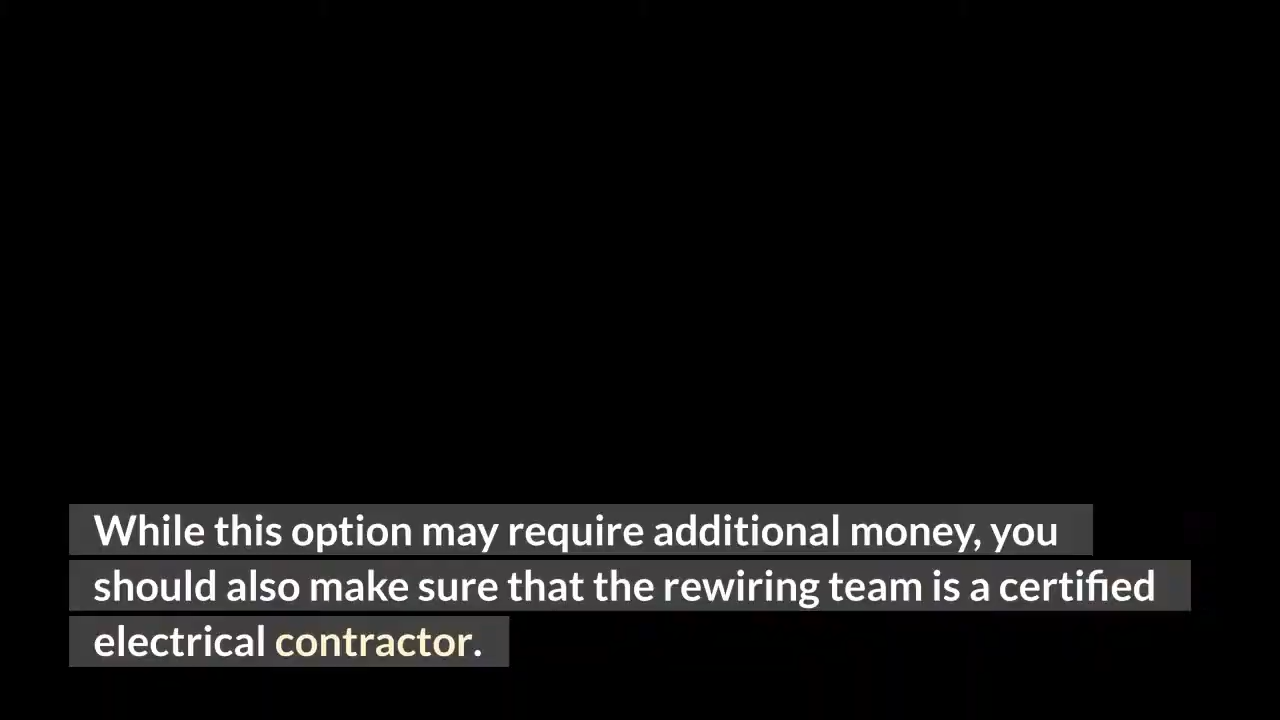 While this option may require additional money, you
should also make sure that the rewiring team is a certified
electrical contractor.